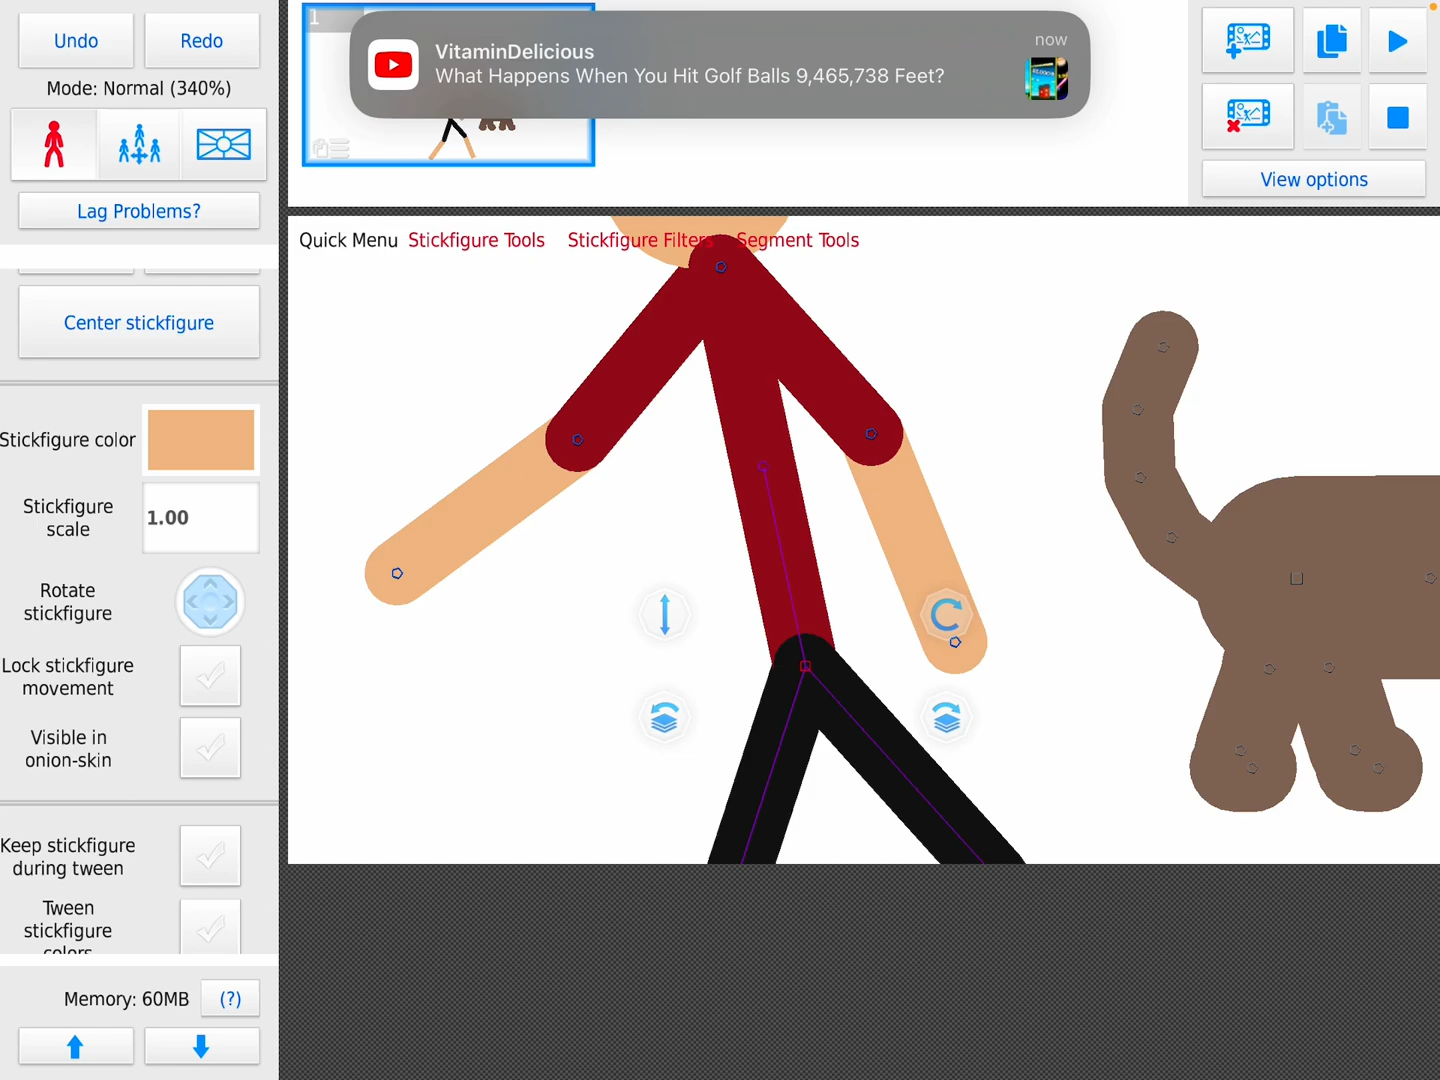 Undo
Redo
Mode: Normal (340%)
Lag Problems?
Center stickfigure
Stickfigure color
Stickfigure
scale
1.00
Rotate
stickfigure
Lock stickfigure
movement
Visible in
onion-skin
Keep stickfigure
during tween
Tween
stickfigure
colors
Memory: 60MB
(?)
1
VitaminDelicious
now
What Happens When You Hit Golf Balls 9,465,738 Feet?
View options
Quick Menu
Stickfigure Tools
Stickfigure Filters
Segment Tools